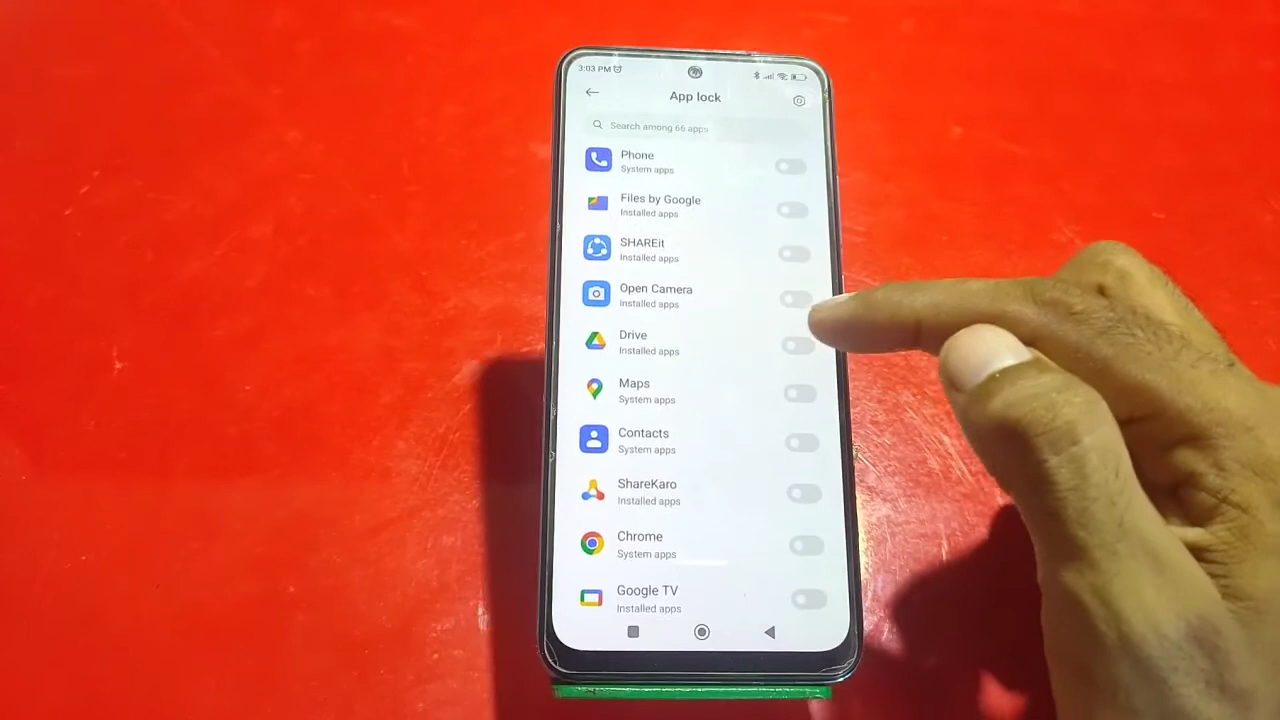 3:03 PM
App lock
Search among 66 apps
Phone
System apps
Files by Google
Installed apps
SHAREit
Installed apps
Open Camera
Installed apps
Drive
Installed apps
Maps
System apps
Contacts
System apps
ShareKaro
Installed apps
Chrome
System apps
Google TV
Installed apps